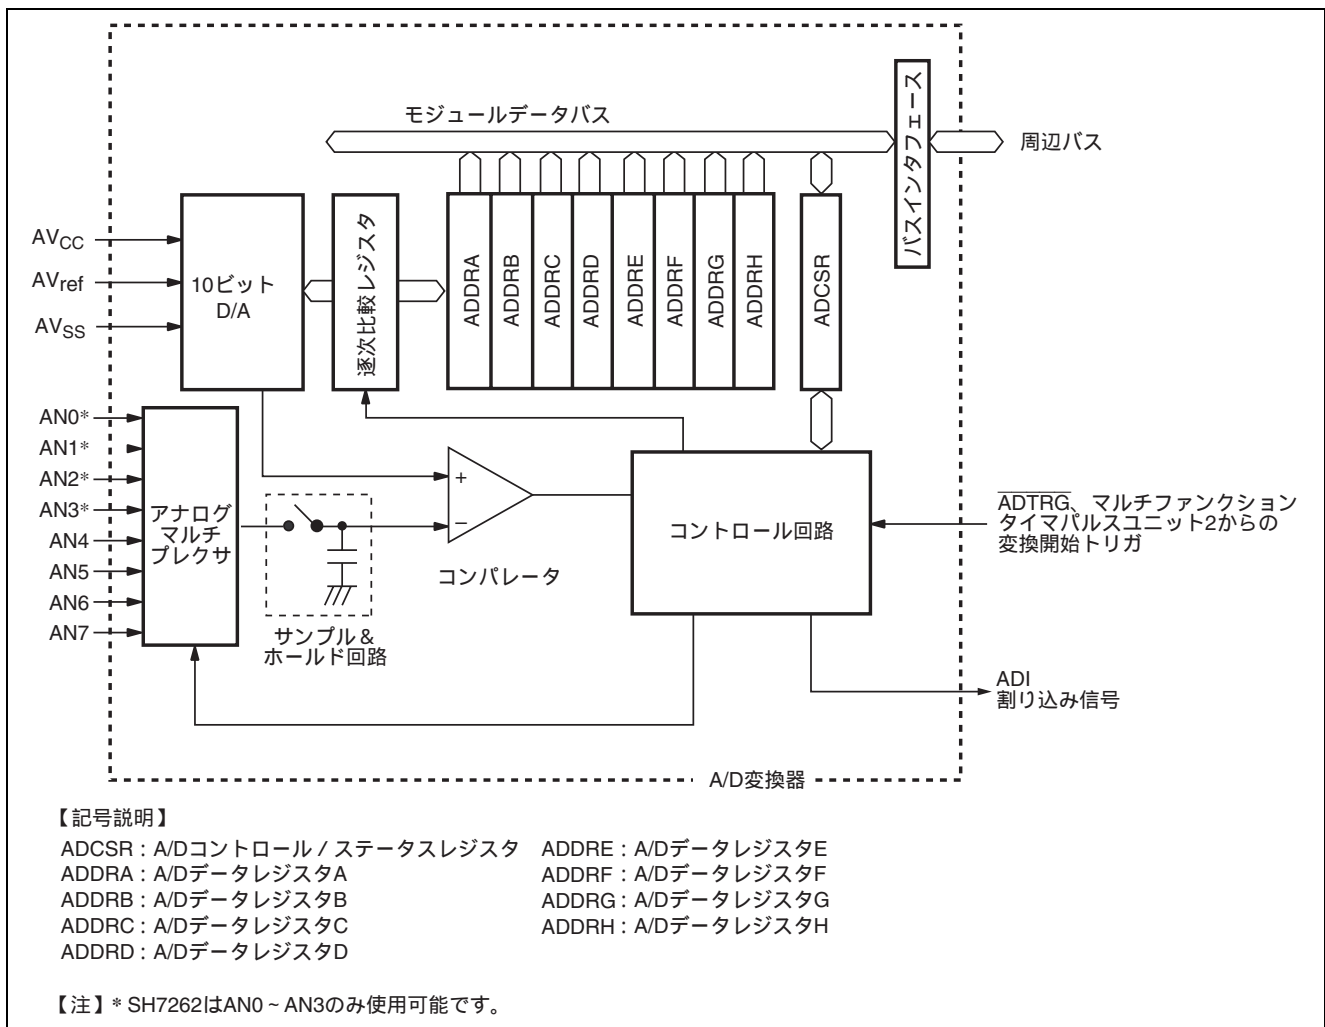 モジュールデータバス
バスインタフェース
周辺バス
AVCC
AVref
AVSS
10ビット
D/A
逐次比較レジスタ
ADDRA
ADDRB
ADDRC
ADDRD
ADDRE
ADDRF
ADDRG
ADDRH
ADCSR
AN0*
AN1*
AN2*
AN3*
AN4
AN5
AN6
AN7
アナログ
マルチ
プレクサ
サンプル&
ホールド回路
+
−
コンパレータ
コントロール回路
ADTRG、マルチファンクション
タイマパルスユニット2からの
変換開始トリガ
ADI
割り込み信号
A/D変換器
【記号説明】
ADCSR : A/Dコントロール / ステータスレジスタ ADDRE : A/DデータレジスタE
ADDRA : A/DデータレジスタA ADDRF : A/DデータレジスタF
ADDRB : A/DデータレジスタB ADDRG : A/DデータレジスタG
ADDRC : A/DデータレジスタC ADDRH : A/DデータレジスタH
ADDRD : A/DデータレジスタD
【注】* SH7262はAN0 ~ AN3のみ使用可能です。